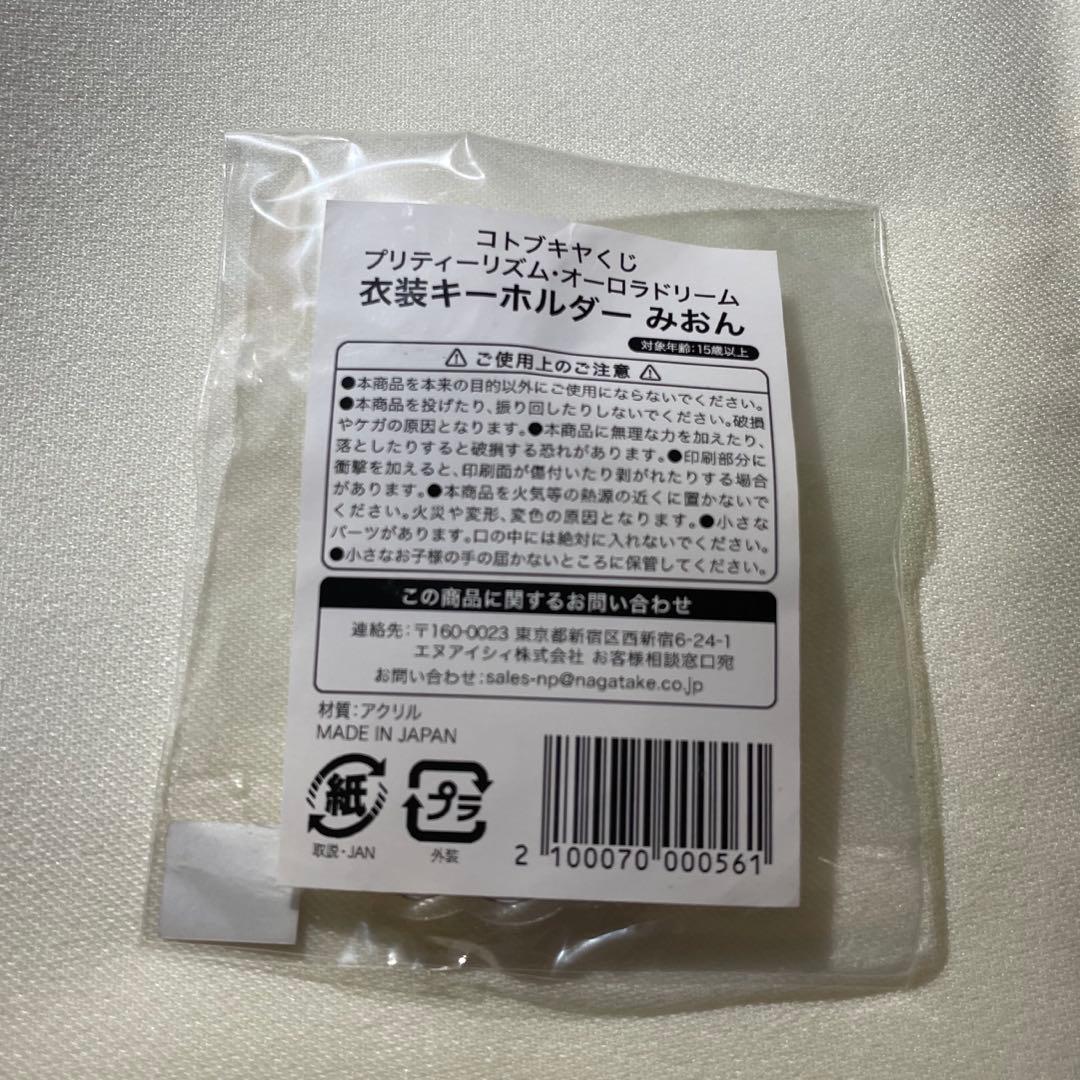 コトブキヤくじ
プリティーリズム・オーロラドリーム
衣装キーホルダー みおん
対象年齢:15歳以上
⚠ ご使用上のご注意 ⚠
●本商品を本来の目的以外にご使用にならないでください。
●本商品を投げたり、振り回したりしないでください。破損
やケガの原因となります。●本商品に無理な力を加えたり、
落としたりすると破損する恐れがあります。●印刷部分に
衝撃を加えると、印刷面が傷付いたり剥がれたりする場合
があります。●本商品を火気等の熱源の近くに置かないで
ください。火災や変形、変色の原因となります。●小さな
パーツがあります。口の中には絶対に入れないでください。
●小さなお子様の手の届かないところに保管してください。
この商品に関するお問い合わせ
連絡先:〒160-0023 東京都新宿区西新宿6-24-1
エヌアイシィ株式会社 お客様相談窓口宛
お問い合わせ:sales-np@nagatake.co.jp
材質:アクリル
MADE IN JAPAN
紙
プラ
取説・JAN
外装
2 100070 000561